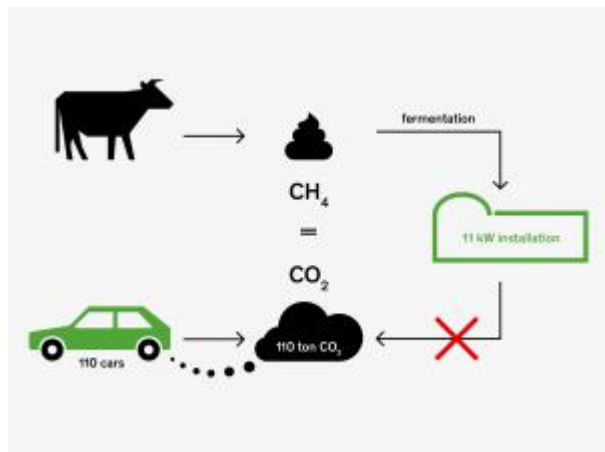 fermentation
CH₄
=
11 kW installation
CO₂
110 ton CO₂
110 cars